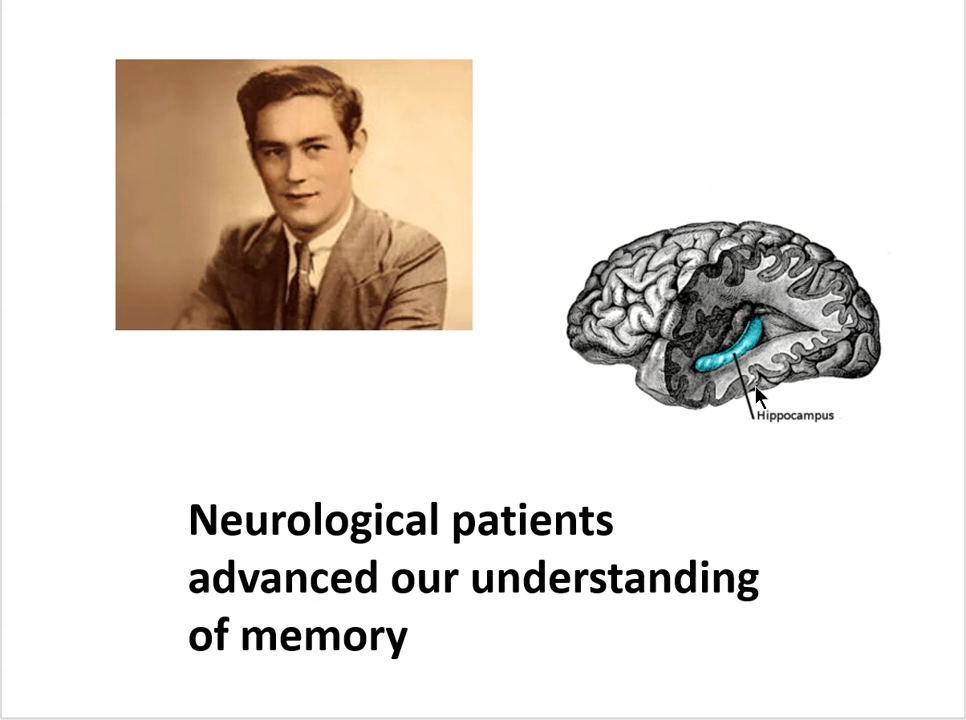 Hippocampus
Neurological patients
advanced our understanding
of memory